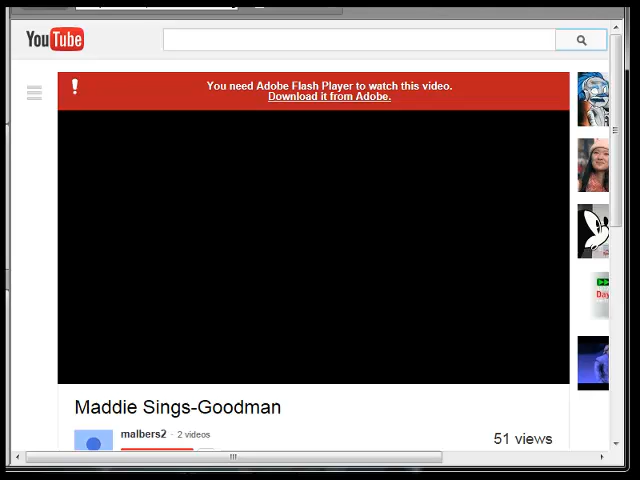 YouTube
You need Adobe Flash Player to watch this video.
Download it from Adobe.
Day
Maddie Sings-Goodman
malbers2 · 2 videos
51 views